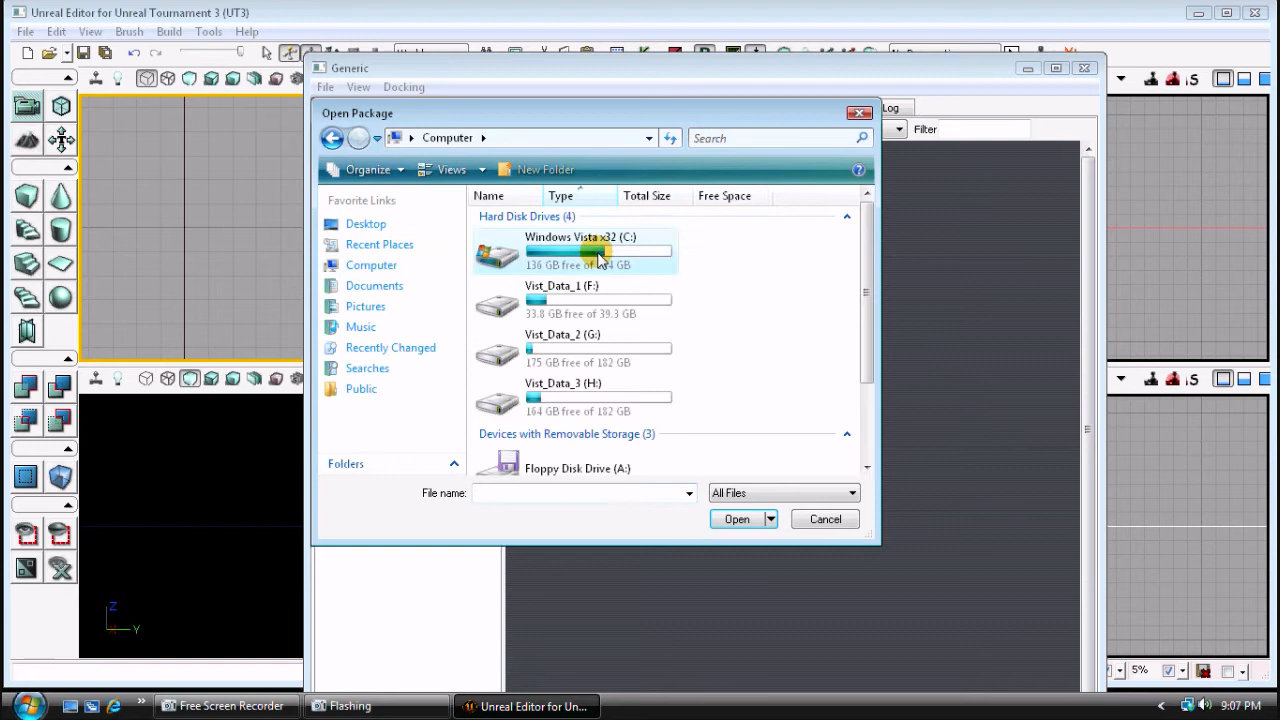 Unreal Editor for Unreal Tournament 3 (UT3)
File Edit View Brush Build Tools Help
Generic
File View Docking
Open Package
Log
Computer
Search
Filter
Organize Views New Folder
Favorite Links
Name Type Total Size Free Space
Desktop
Recent Places
Computer
Documents
Pictures
Music
Recently Changed
Searches
Public
Folders
Hard Disk Drives (4)
Windows Vista x32 (C:)
136 GB free of GB
Vist_Data_1 (F:)
33.8 GB free of 39.3 GB
Vist_Data_2 (G:)
175 GB free of 182 GB
Vist_Data_3 (H:)
164 GB free of 182 GB
Devices with Removable Storage (3)
Floppy Disk Drive (A:)
File name:
All Files
Open Cancel
Z
X Y
5%
Free Screen Recorder
Flashing
Unreal Editor for Un...
9:07 PM